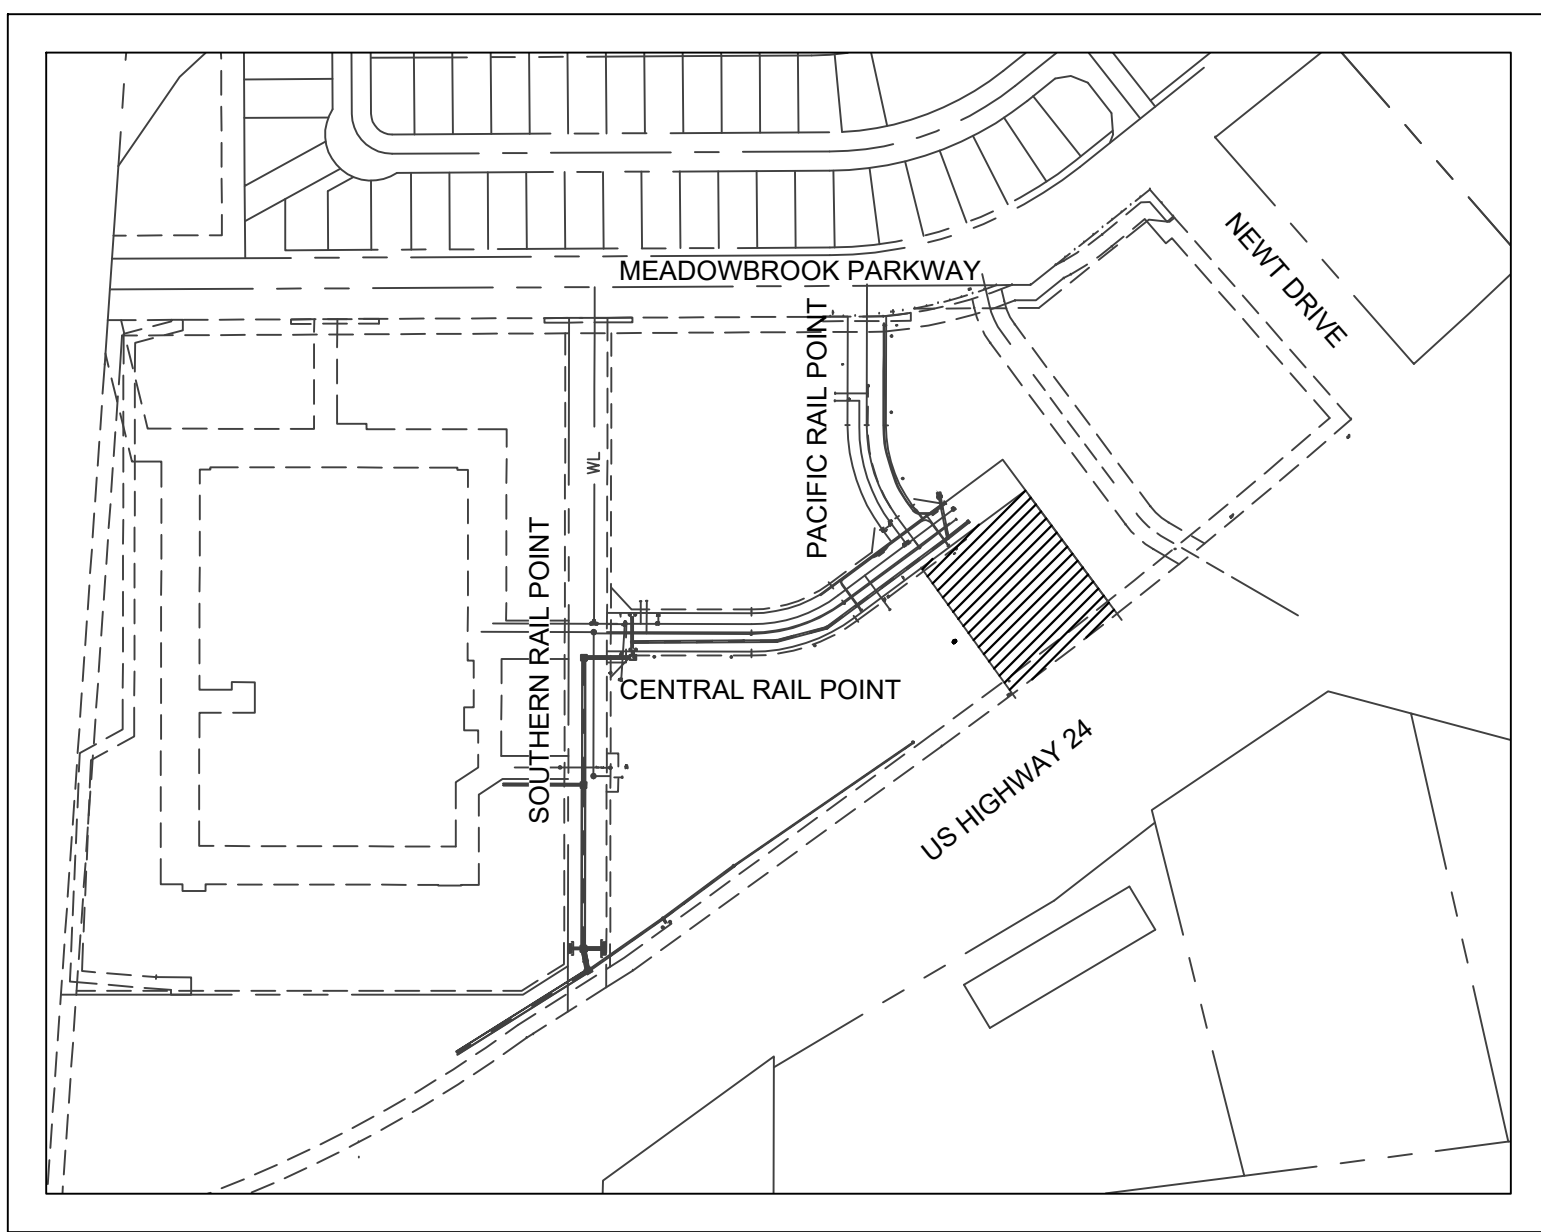 MEADOWBROOK PARKWAY
NEWT DRIVE
PACIFIC RAIL POINT
WL
SOUTHERN RAIL POINT
CENTRAL RAIL POINT
US HIGHWAY 24